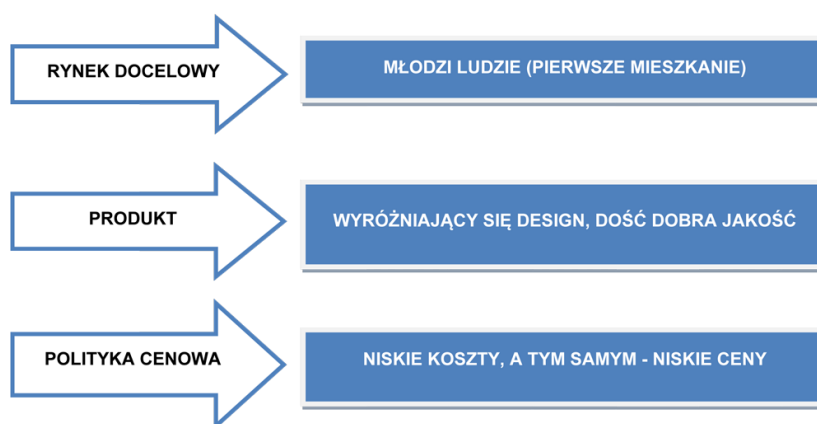 RYNEK DOCELOWY
MŁODZI LUDZIE (PIERWSZE MIESZKANIE)
PRODUKT
WYRÓŻNIAJĄCY SIĘ DESIGN, DOŚĆ DOBRA JAKOŚĆ
POLITYKA CENOWA
NISKIE KOSZTY, A TYM SAMYM - NISKIE CENY